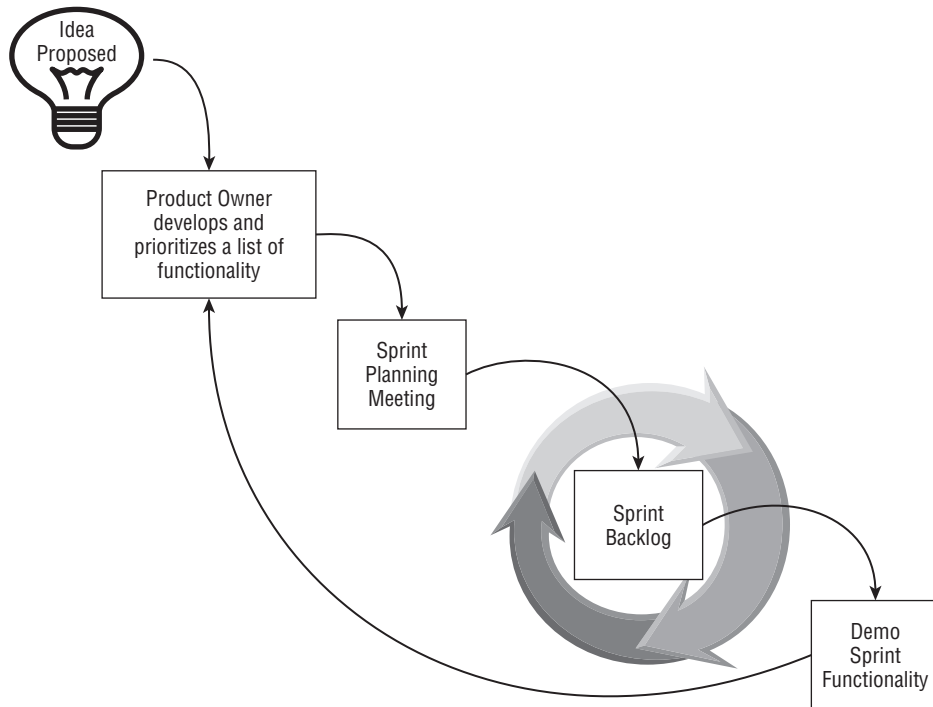 Idea
Proposed
Product Owner
develops and
prioritizes a list of
functionality
Sprint
Planning
Meeting
Sprint
Backlog
Demo
Sprint
Functionality